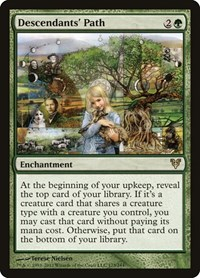 Descendants' Path 2
Enchantment
At the beginning of your upkeep, reveal
the top card of your library. If it's a
creature card that shares a creature
type with a creature you control, you
may cast that card without paying its
mana cost. Otherwise, put that card on
the bottom of your library.
Terese Nielsen